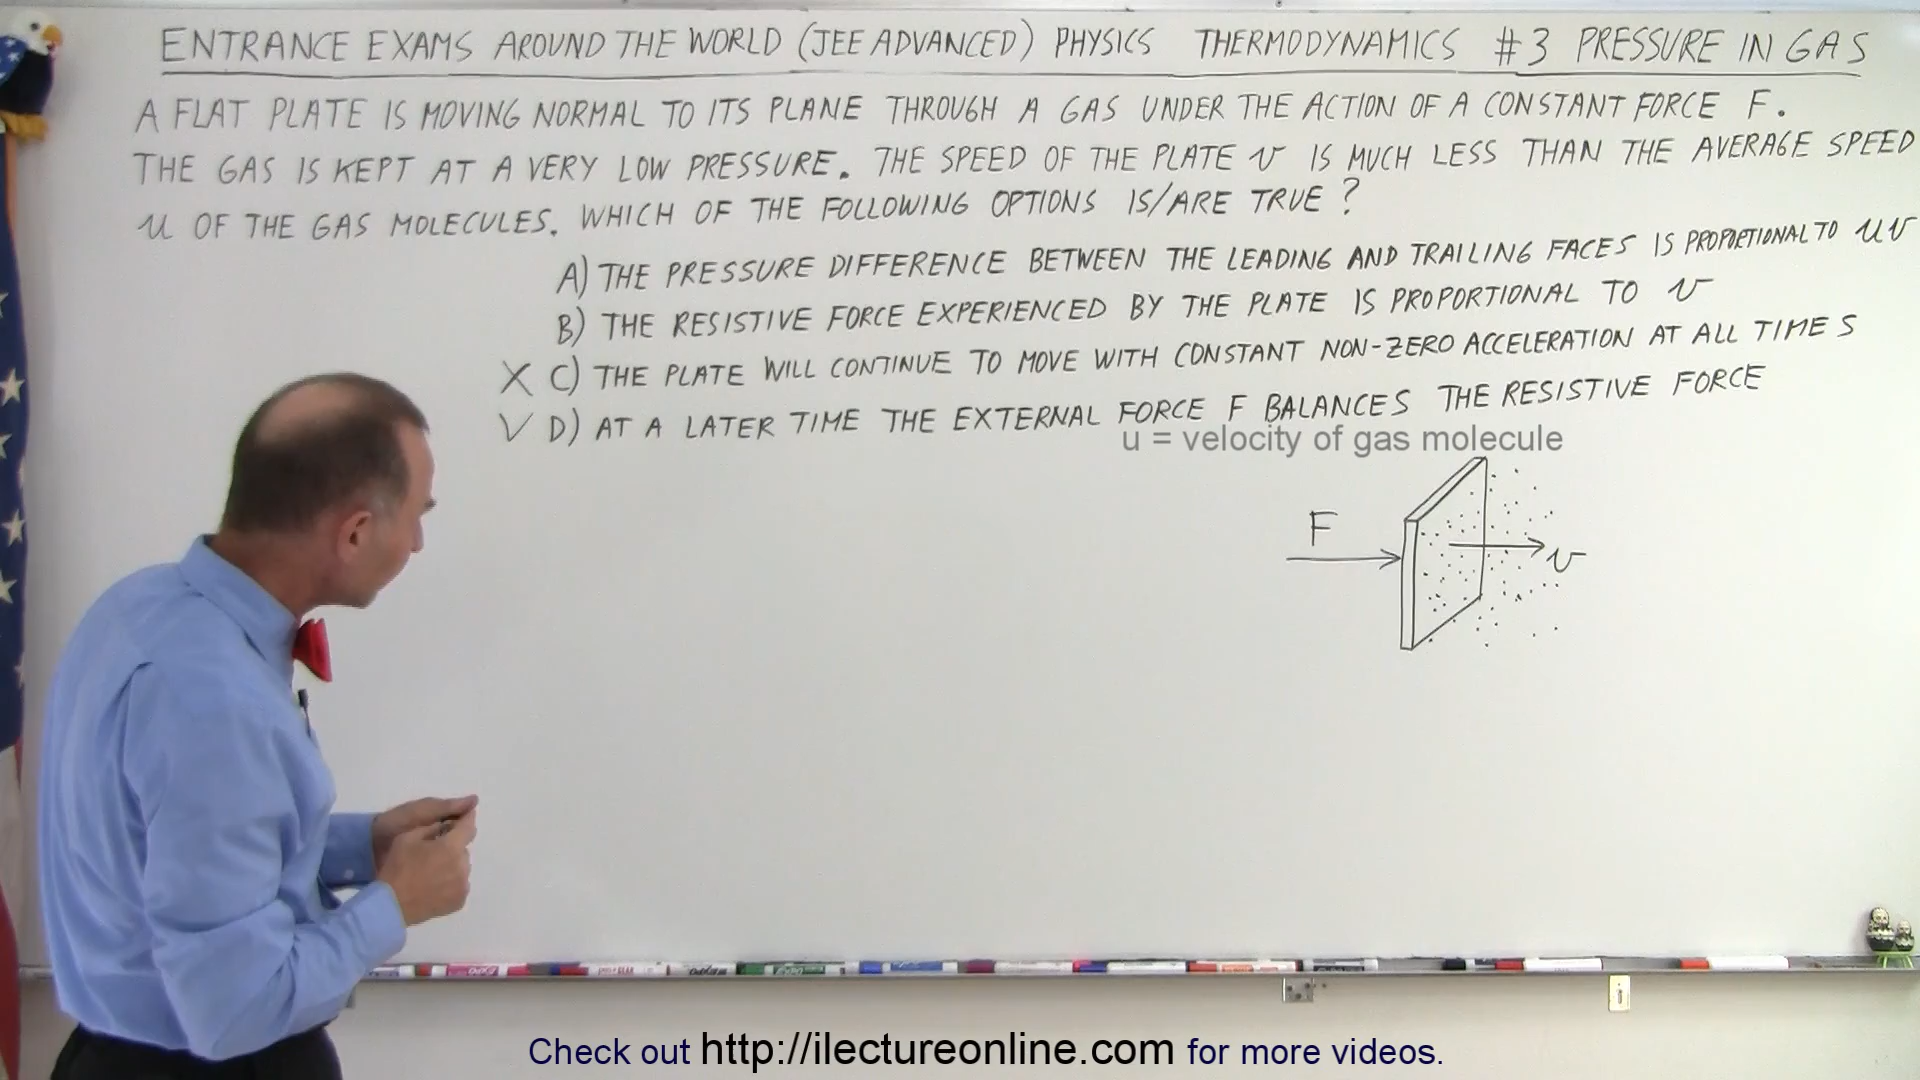 ENTRANCE EXAMS AROUND THE WORLD (JEE ADVANCED) PHYSICS THERMODYNAMICS #3 PRESSURE IN GAS
A FLAT PLATE IS MOVING NORMAL TO ITS PLANE THROUGH A GAS UNDER THE ACTION OF A CONSTANT FORCE F.
THE GAS IS KEPT AT A VERY LOW PRESSURE. THE SPEED OF THE PLATE v IS MUCH LESS THAN THE AVERAGE SPEED
u OF THE GAS MOLECULES. WHICH OF THE FOLLOWING OPTIONS IS/ARE TRUE?
A) THE PRESSURE DIFFERENCE BETWEEN THE LEADING AND TRAILING FACES IS PROPORTIONAL TO uv
B) THE RESISTIVE FORCE EXPERIENCED BY THE PLATE IS PROPORTIONAL TO v
X C) THE PLATE WILL CONTINUE TO MOVE WITH CONSTANT NON-ZERO ACCELERATION AT ALL TIMES
V D) AT A LATER TIME THE EXTERNAL FORCE F BALANCES THE RESISTIVE FORCE
u = velocity of gas molecule
F
v
Check out http://ilectureonline.com for more videos.